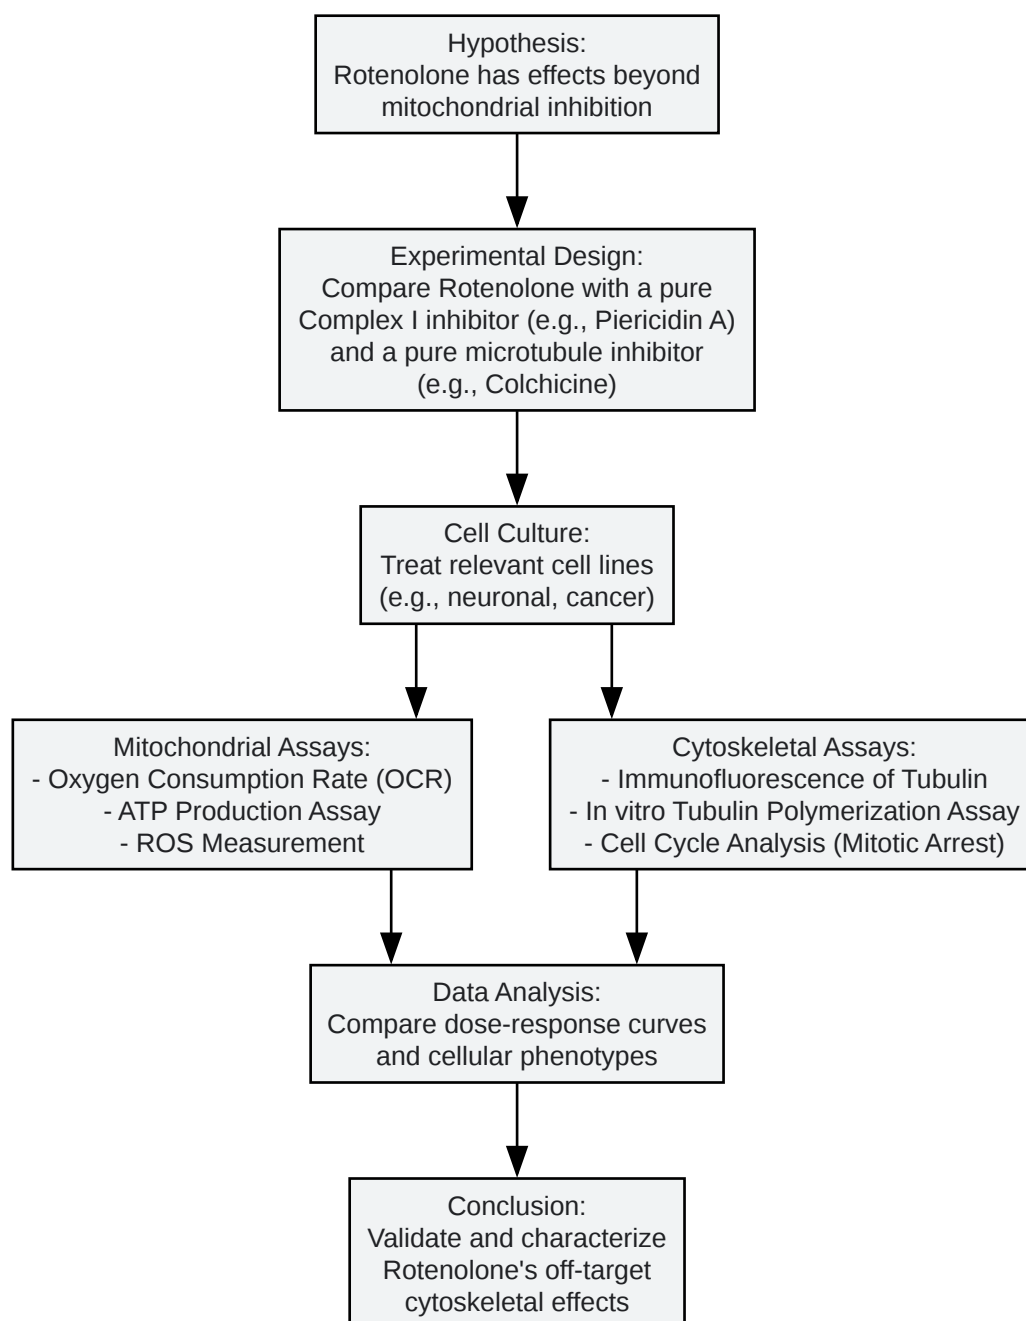 Hypothesis:
Rotenolone has effects beyond
mitochondrial inhibition
Experimental Design:
Compare Rotenolone with a pure
Complex I inhibitor (e.g., Piericidin A)
and a pure microtubule inhibitor
(e.g., Colchicine)
Cell Culture:
Treat relevant cell lines
(e.g., neuronal, cancer)
Mitochondrial Assays:
- Oxygen Consumption Rate (OCR)
- ATP Production Assay
- ROS Measurement
Cytoskeletal Assays:
- Immunofluorescence of Tubulin
- In vitro Tubulin Polymerization Assay
- Cell Cycle Analysis (Mitotic Arrest)
Data Analysis:
Compare dose-response curves
and cellular phenotypes
Conclusion:
Validate and characterize
Rotenolone's off-target
cytoskeletal effects